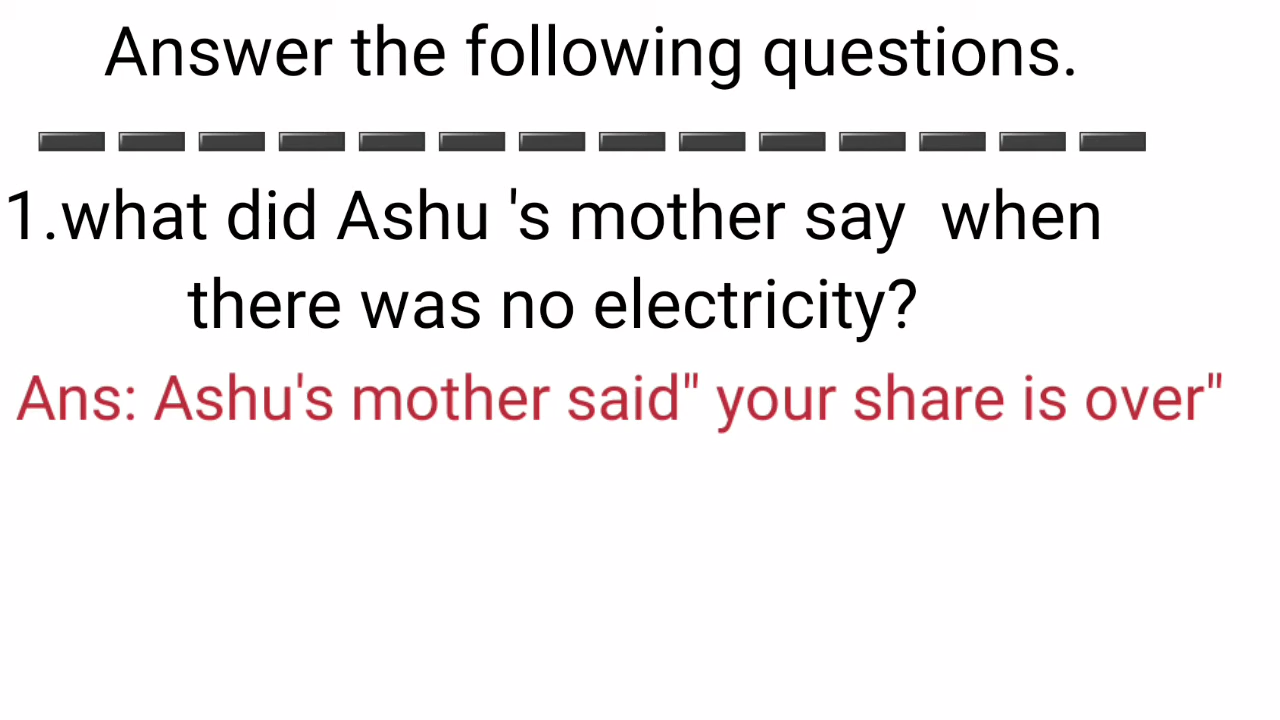 Answer the following questions.
1.what did Ashu 's mother say  when
there was no electricity?
Ans: Ashu's mother said" your share is over"